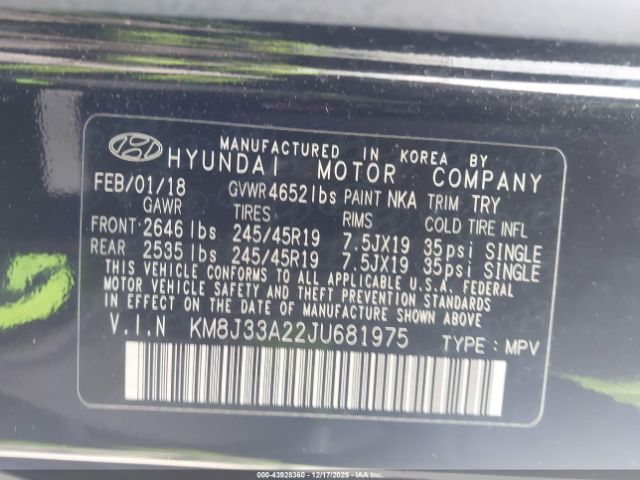 MANUFACTURED IN KOREA BY
HYUNDAI MOTOR COMPANY
FEB/01/18 GVWR 4652 lbs PAINT NKA TRIM TRY
GAWR TIRES RIMS COLD TIRE INFL
FRONT 2646 lbs 245/45R19 7.5JX19 35psi SINGLE
REAR 2535 lbs 245/45R19 7.5JX19 35psi SINGLE
THIS VEHICLE CONFORMS TO ALL APPLICABLE U.S.A. FEDERAL
MOTOR VEHICLE SAFETY AND THEFT PREVENTION STANDARDS
IN EFFECT ON THE DATE OF MANUFACTURE SHOWN ABOVE.
V.I.N KM8J33A22JU681975 TYPE: MPV
000-43928360 - 12/17/2025 - IAAI, INC.